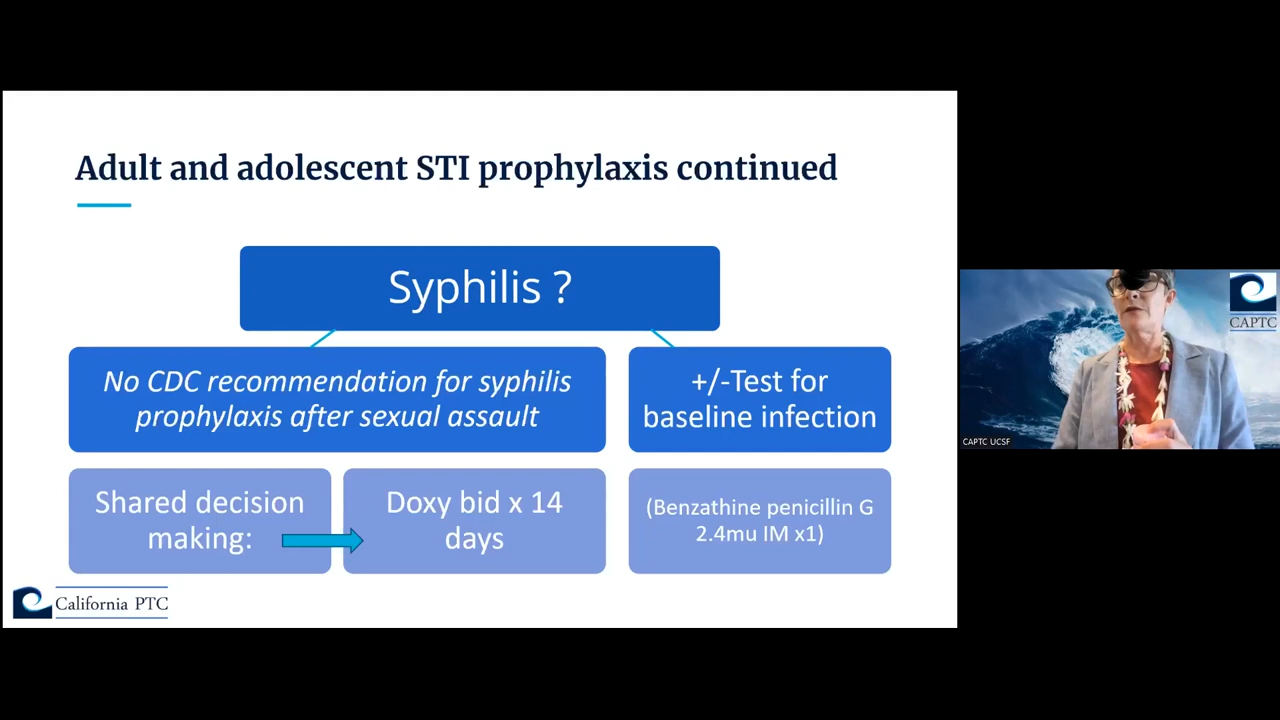 Adult and adolescent STI prophylaxis continued
Syphilis ?
No CDC recommendation for syphilis
prophylaxis after sexual assault
+/-Test for
baseline infection
Shared decision
making:
Doxy bid x 14
days
(Benzathine penicillin G
2.4mu IM x1)
California PTC
CAPTC
CAPTC UCSF